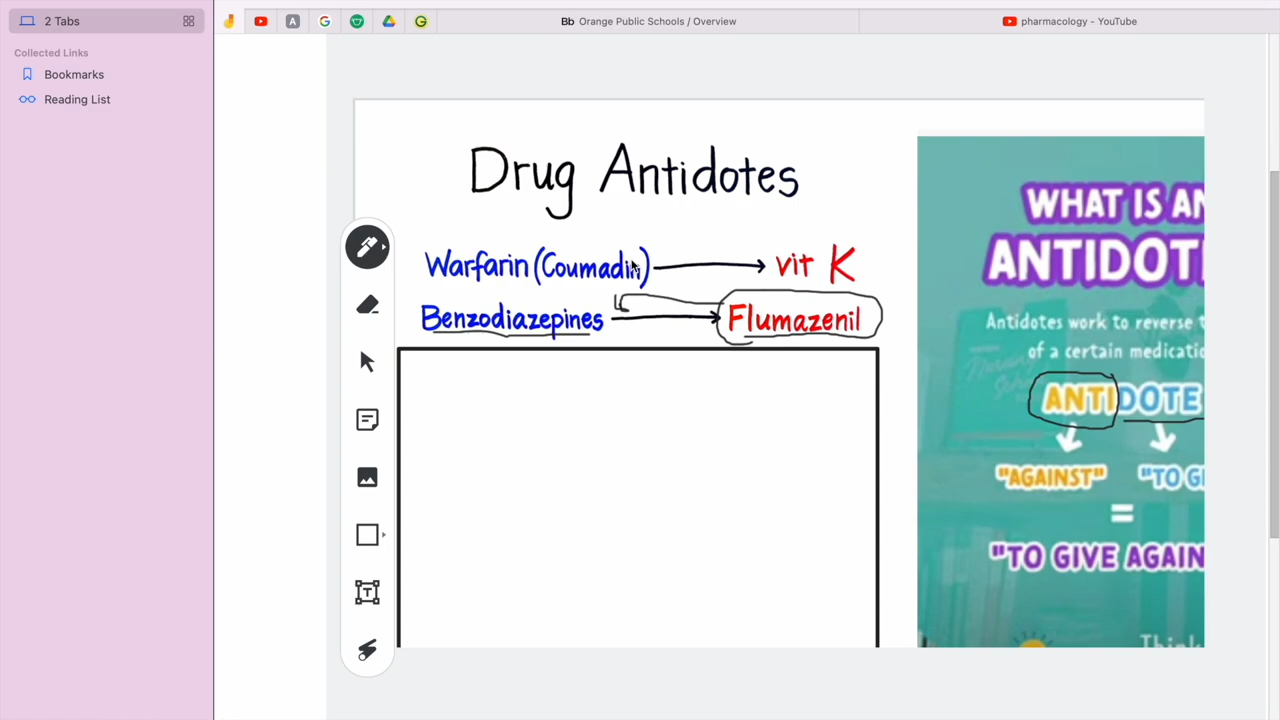 2 Tabs
Bb Orange Public Schools / Overview
pharmacology - YouTube
Collected Links
Bookmarks
Reading List
Drug Antidotes
Warfarin (Coumadin) vit K
Benzodiazepines Flumazenil
WHAT IS AN
ANTIDOT
Antidotes work to reverse t
of a certain medicatio
ANTIDOTE
"AGAINST" "TO GI
=
"TO GIVE AGAIN
Think